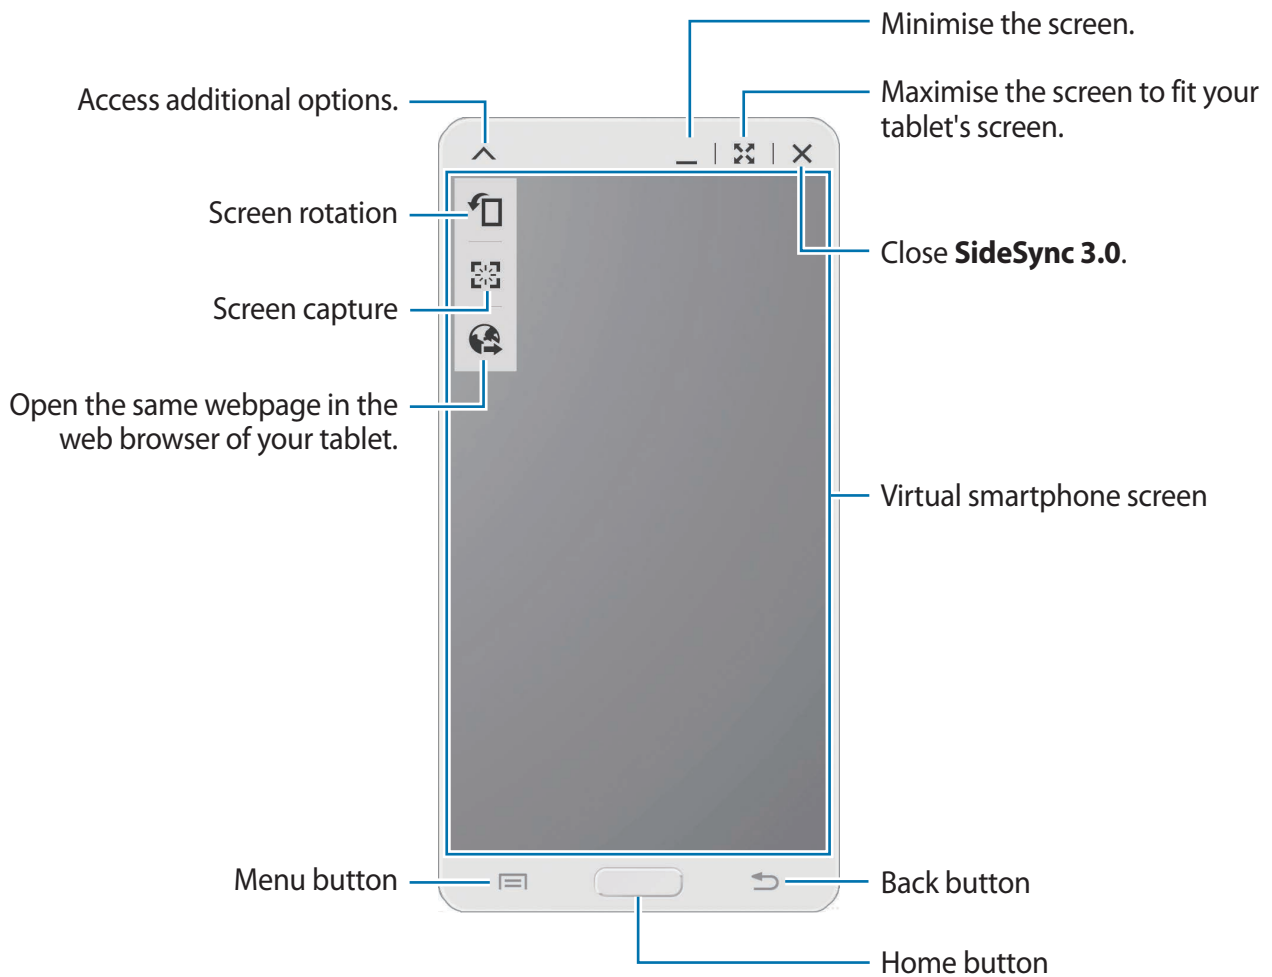 Minimise the screen.
Access additional options.
Maximise the screen to fit your
tablet's screen.
Screen rotation
Close SideSync 3.0.
Screen capture
Open the same webpage in the
web browser of your tablet.
Virtual smartphone screen
Menu button
Back button
Home button